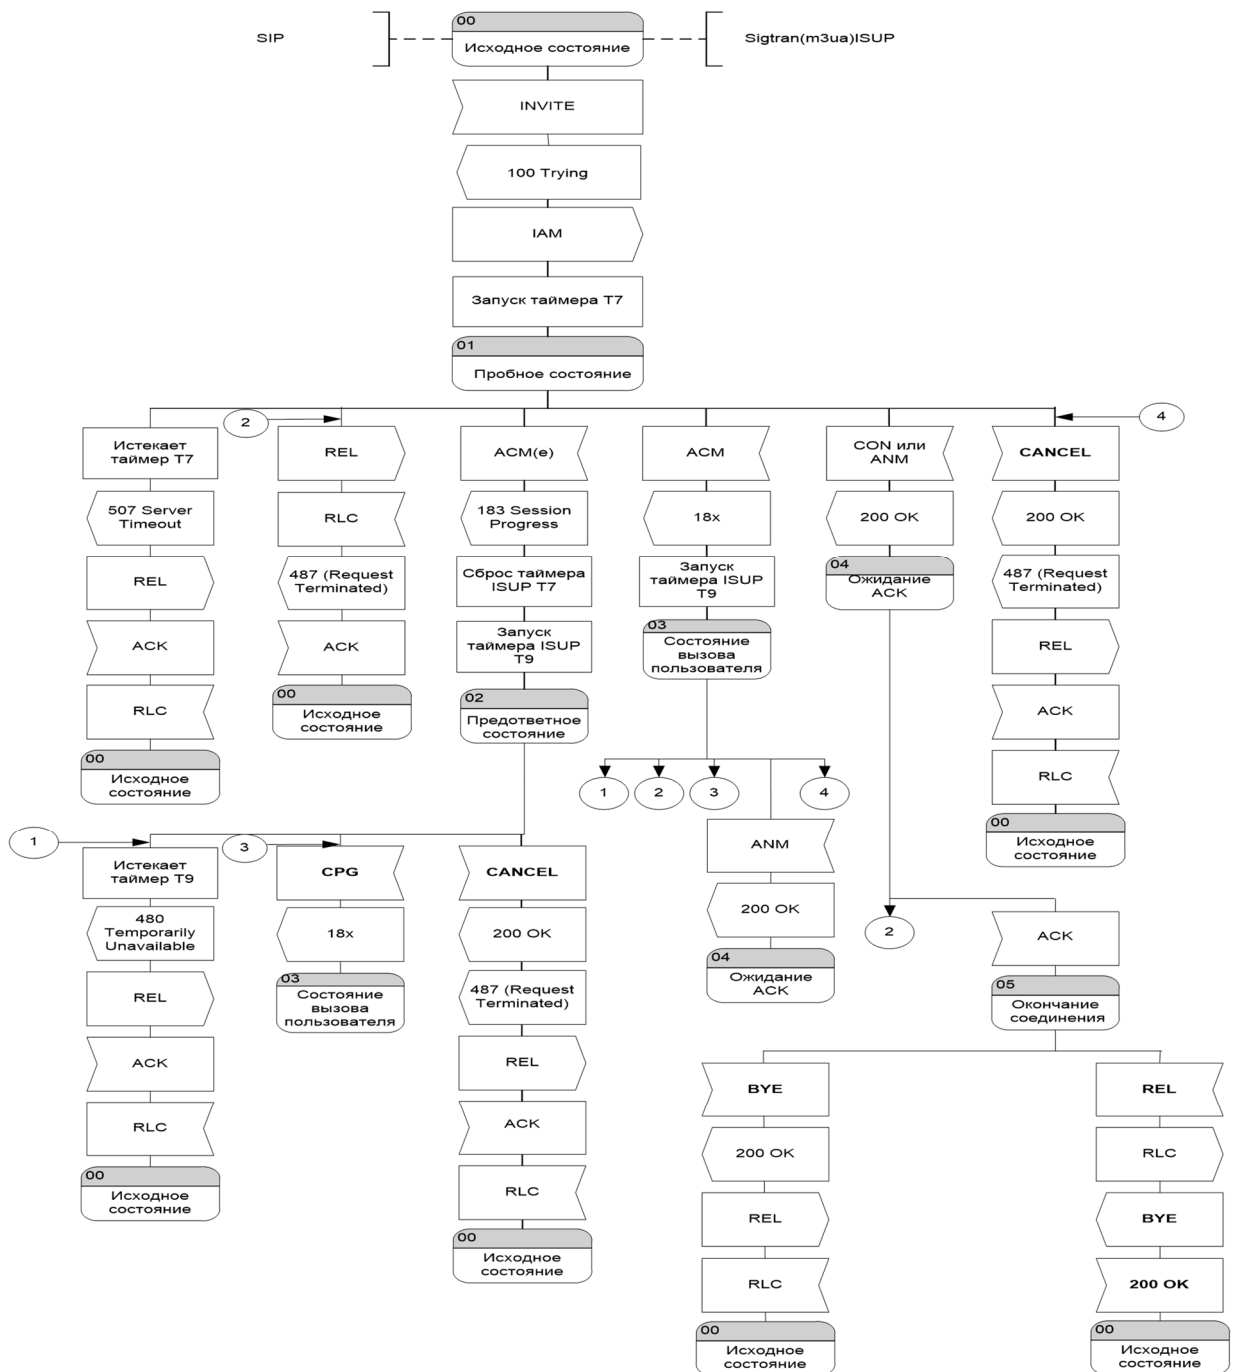 SIP
00
Исходное состояние
Sigtran(m3ua)ISUP
INVITE
100 Trying
IAM
Запуск таймера T7
01
Пробное состояние
2
4
Истекает
таймер T7
507 Server
Timeout
REL
ACK
RLC
00
Исходное
состояние
REL
RLC
487 (Request
Terminated)
ACK
00
Исходное
состояние
ACM(e)
183 Session
Progress
Сброс таймера
ISUP T7
Запуск
таймера ISUP
T9
02
Предответное
состояние
ACM
18x
Запуск
таймера ISUP
T9
03
Состояние
вызова
пользователя
CON или
ANM
200 OK
04
Ожидание
ACK
CANCEL
200 OK
487 (Request
Terminated)
REL
ACK
RLC
00
Исходное
состояние
1
2
3
4
1
3
Истекает
таймер T9
480
Temporarily
Unavailable
REL
ACK
RLC
00
Исходное
состояние
CPG
18x
03
Состояние
вызова
пользователя
CANCEL
200 OK
487 (Request
Terminated)
REL
ACK
RLC
00
Исходное
состояние
ANM
200 OK
04
Ожидание
ACK
2
ACK
05
Окончание
соединения
BYE
200 OK
REL
RLC
00
Исходное
состояние
REL
RLC
BYE
200 OK
00
Исходное
состояние